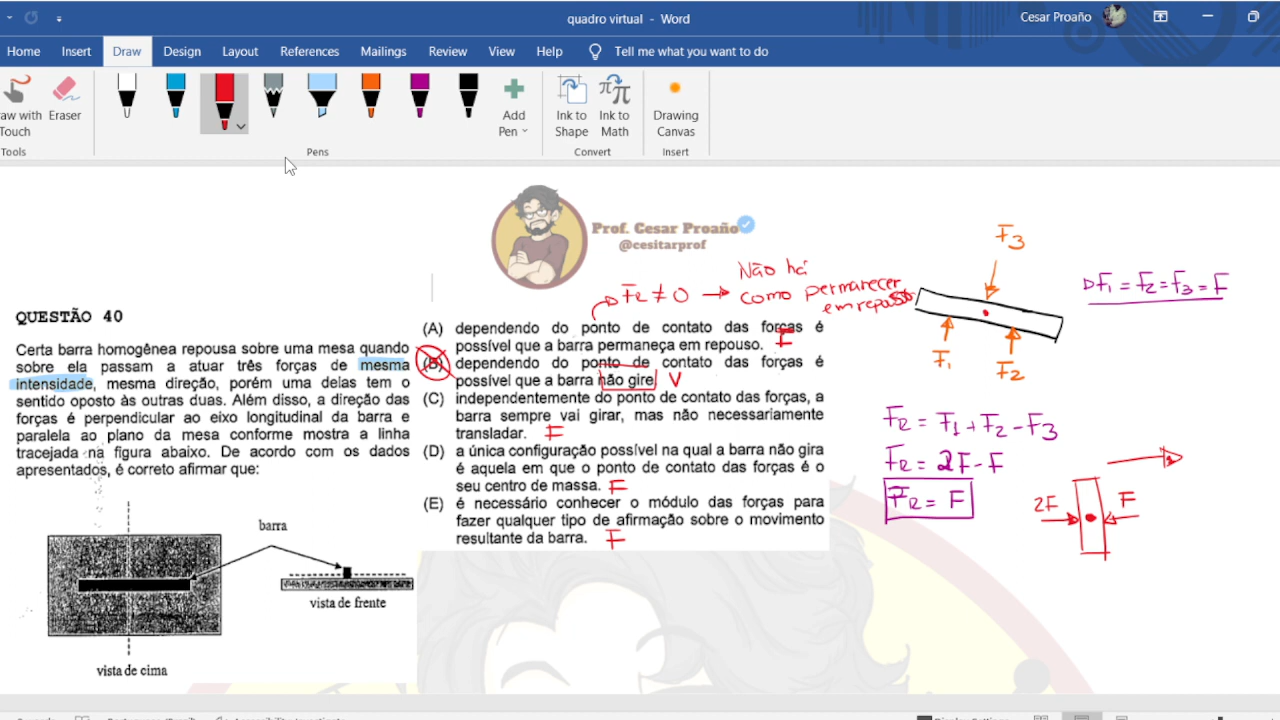 quadro virtual - Word
Cesar Proaño
Home Insert Draw Design Layout References Mailings Review View Help Tell me what you want to do
Touch
Eraser
Add
Pen
Ink to
Shape
Ink to
Math
Drawing
Canvas
Tools
Pens
Convert
Insert
Prof. Cesar Proaño
@cesitarprof
QUESTÃO 40
Certa barra homogênea repousa sobre uma mesa quando
sobre ela passam a atuar três forças de mesma
intensidade, mesma direção, porém uma delas tem o
sentido oposto às outras duas. Além disso, a direção das
forças é perpendicular ao eixo longitudinal da barra e
paralela ao plano da mesa conforme mostra a linha
tracejada na figura abaixo. De acordo com os dados
apresentados, é correto afirmar que:
barra
vista de frente
vista de cima
FR ≠ 0 → Não há
como permanecer
em repouso
(A) dependendo do ponto de contato das forças é
possível que a barra permaneça em repouso. F
(B) dependendo do ponto de contato das forças é
possível que a barra não gire. V
(C) independentemente do ponto de contato das forças, a
barra sempre vai girar, mas não necessariamente
transladar. F
(D) a única configuração possível na qual a barra não gira
é aquela em que o ponto de contato das forças é o
seu centro de massa. F
(E) é necessário conhecer o módulo das forças para
fazer qualquer tipo de afirmação sobre o movimento
resultante da barra. F
F3
F1
F2
F1 = F2 = F3 = F
FR = F1 + F2 - F3
FR = 2F - F
FR = F
2F
F